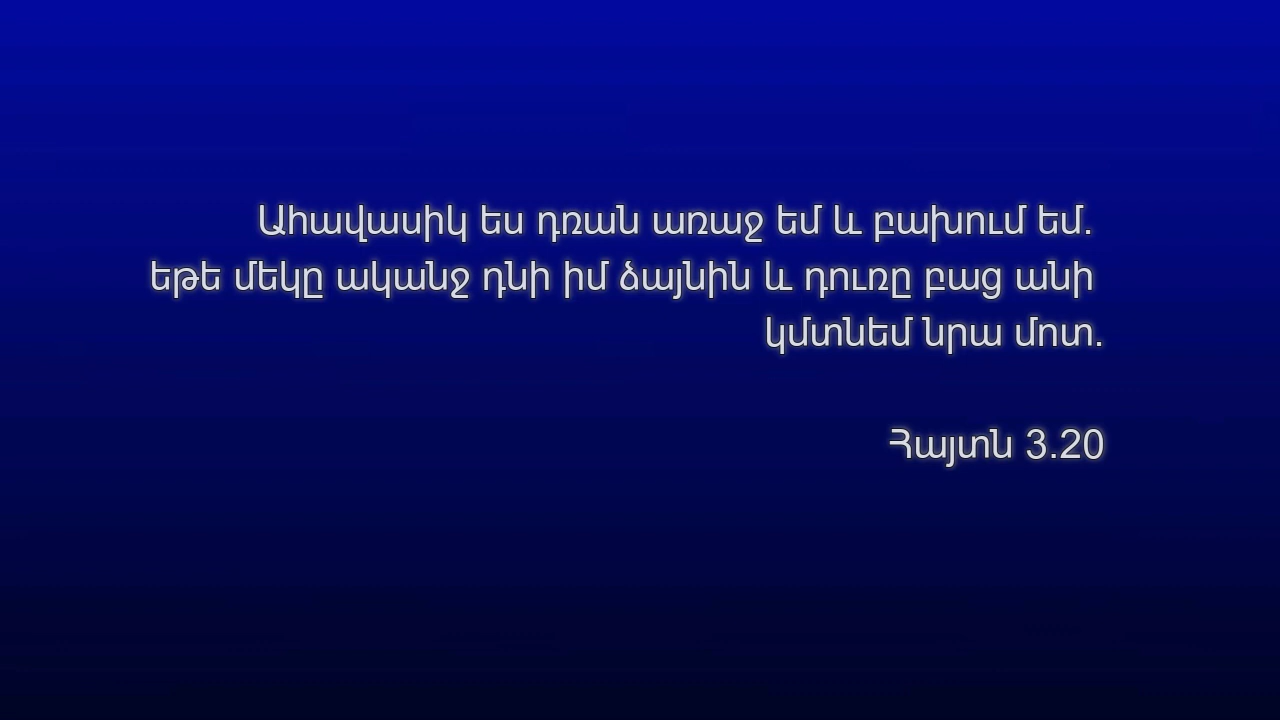 Ահավասիկ ես դռան առաջ եմ և բախում եմ.
եթե մեկը ականջ դնի իմ ձայնին և դուռը բաց անի
կմտնեմ նրա մոտ.
Հայտն 3.20